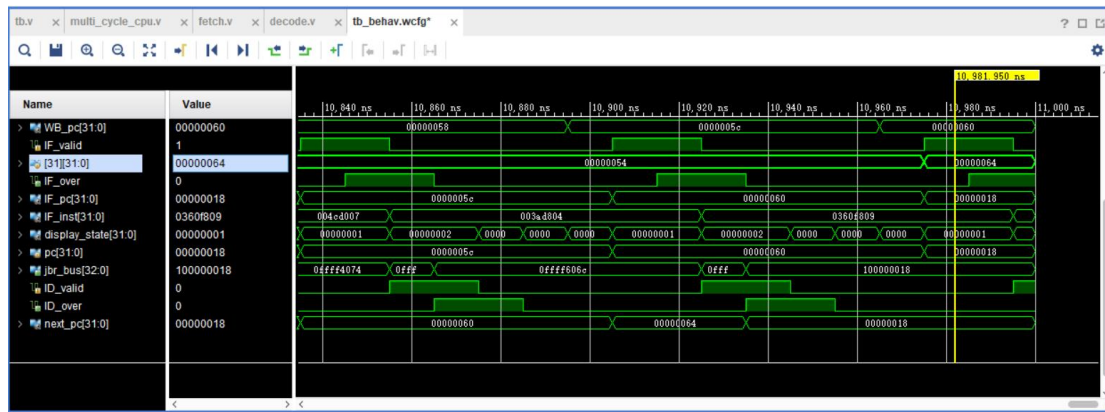 tb.v × multi_cycle_cpu.v × fetch.v × decode.v × tb_behav.wcfg* ×
10,981.950 ns
Name Value
10,840 ns 10,860 ns 10,880 ns 10,900 ns 10,920 ns 10,940 ns 10,960 ns 10,980 ns 11,000 ns
WB_pc[31:0] 00000060 00000058 0000005c 00000060
IF_valid 1
[31][31:0] 00000064 00000054 00000064
IF_over 0
IF_pc[31:0] 00000018 0000005c 00000060 00000018
IF_inst[31:0] 0360f809 004cd007 003ad804 0360f809
display_state[31:0] 00000001 00000001 00000002 0000 0000 0000 00000001 00000002 0000 0000 0000 00000001
pc[31:0] 00000018 0000005c 00000060 00000018
jbr_bus[32:0] 100000018 0ffff4074 0fff 0ffff606c 0fff 100000018
ID_valid 0
ID_over 0
next_pc[31:0] 00000018 00000060 00000064 00000018